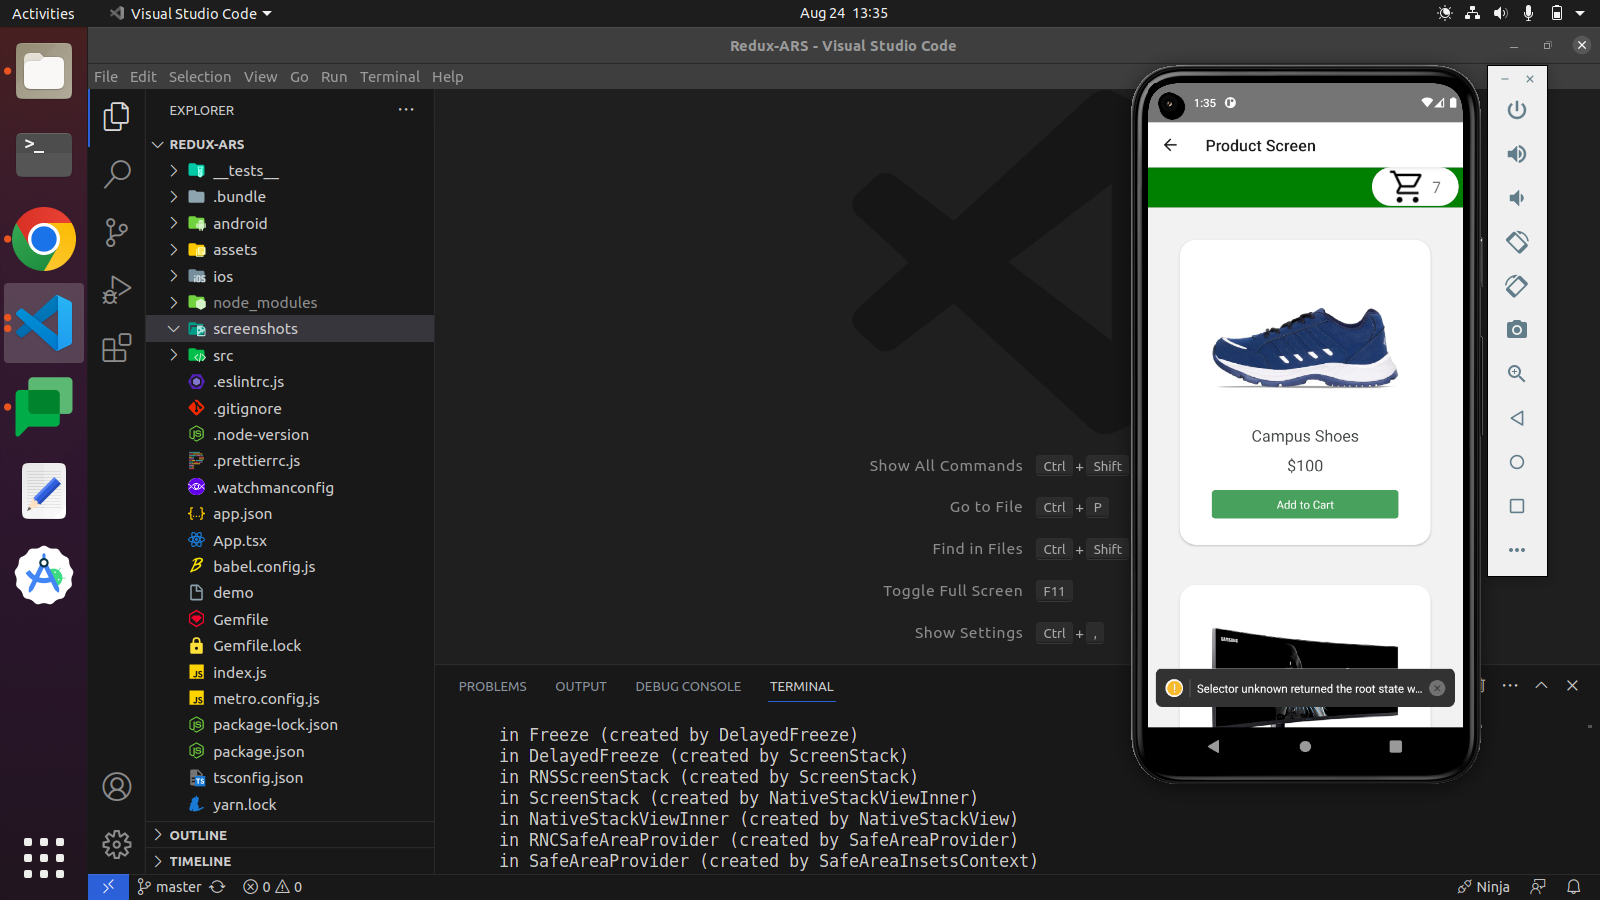 Activities
Visual Studio Code
Aug 24 13:35
Redux-ARS - Visual Studio Code
File Edit Selection View Go Run Terminal Help
EXPLORER
REDUX-ARS
__tests__
.bundle
android
assets
ios
node_modules
screenshots
src
.eslintrc.js
.gitignore
.node-version
.prettierrc.js
.watchmanconfig
app.json
App.tsx
babel.config.js
demo
Gemfile
Gemfile.lock
index.js
metro.config.js
package-lock.json
package.json
tsconfig.json
yarn.lock
OUTLINE
TIMELINE
Show All Commands Ctrl + Shift
Go to File Ctrl + P
Find in Files Ctrl + Shift
Toggle Full Screen F11
Show Settings Ctrl + ,
PROBLEMS OUTPUT DEBUG CONSOLE TERMINAL
in Freeze (created by DelayedFreeze)
in DelayedFreeze (created by ScreenStack)
in RNSScreenStack (created by ScreenStack)
in ScreenStack (created by NativeStackViewInner)
in NativeStackViewInner (created by NativeStackView)
in RNCSafeAreaProvider (created by SafeAreaProvider)
in SafeAreaProvider (created by SafeAreaInsetsContext)
1:35
Product Screen
7
Campus Shoes
$100
Add to Cart
SAMSUNG
Selector unknown returned the root state w...
master
0 0
Ninja